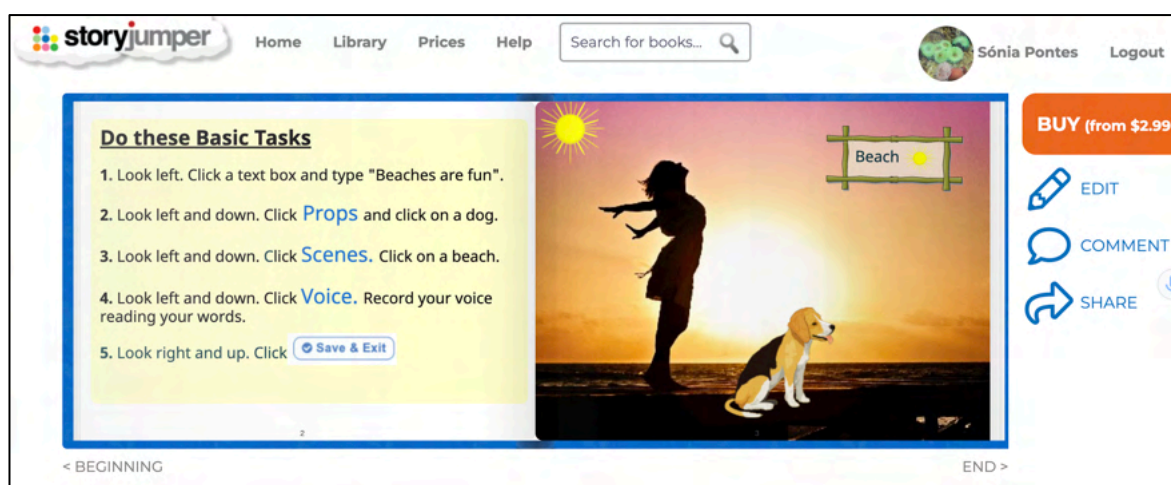 storyjumper
Home Library Prices Help
Search for books...
Sónia Pontes Logout
Do these Basic Tasks
1. Look left. Click a text box and type "Beaches are fun".
2. Look left and down. Click Props and click on a dog.
3. Look left and down. Click Scenes. Click on a beach.
4. Look left and down. Click Voice. Record your voice
reading your words.
5. Look right and up. Click Save & Exit
2
Beach
3
BUY (from $2.99
EDIT
COMMENT
SHARE
< BEGINNING
END >